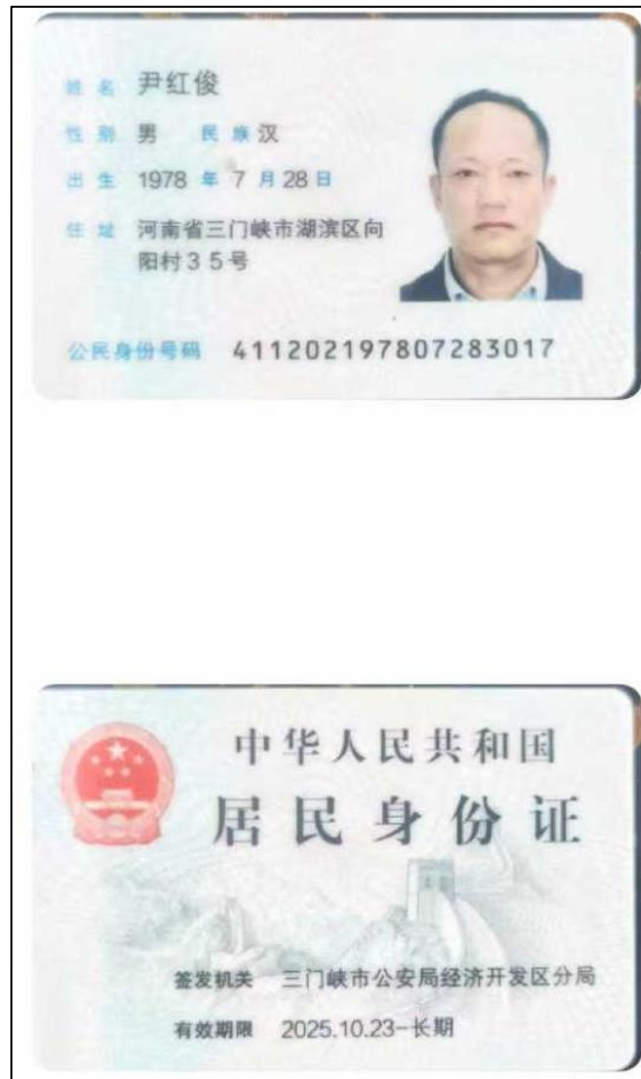 姓名 尹红俊
性别 男 民族 汉
出生 1978 年 7 月 28 日
住址 河南省三门峡市湖滨区向
阳村35号
公民身份号码 411202197807283017
中华人民共和国
居民身份证
签发机关 三门峡市公安局经济开发区分局
有效期限 2025.10.23-长期